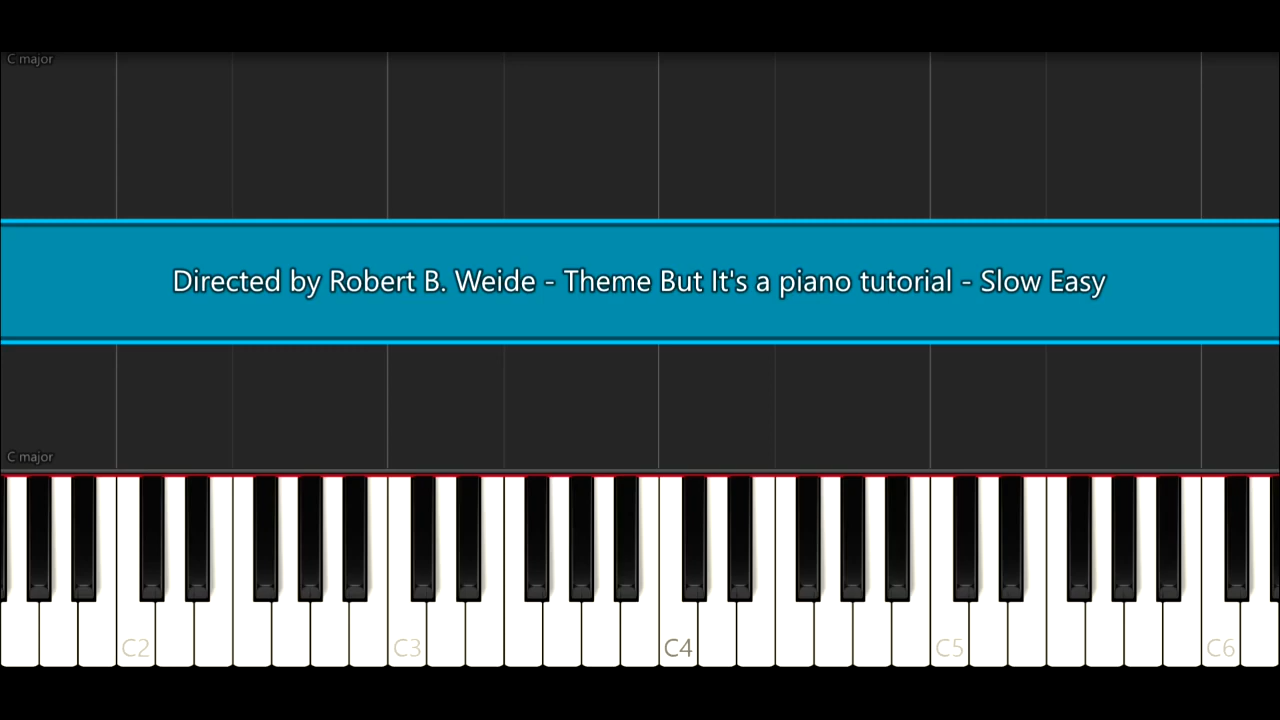 C major
Directed by Robert B. Weide - Theme But It's a piano tutorial - Slow Easy
C major
C2 C3 C4 C5 C6